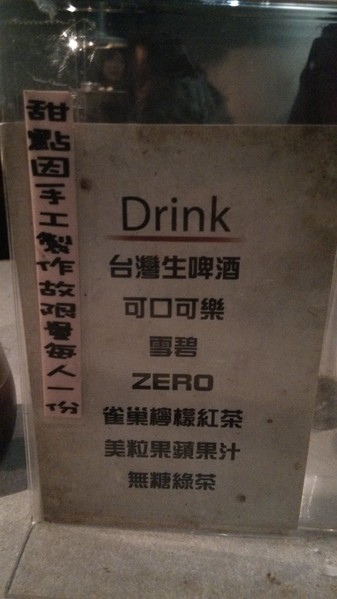 甜點因手工製作故限量每人一份
Drink
台灣生啤酒
可口可樂
雪碧
ZERO
雀巢檸檬紅茶
美粒果蘋果汁
無糖綠茶